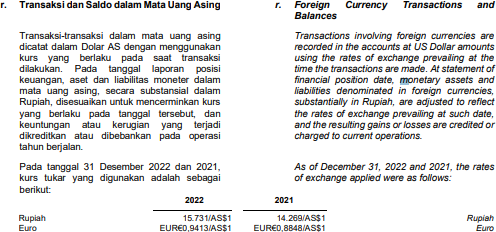 r. Transaksi dan Saldo dalam Mata Uang Asing
Transaksi-transaksi dalam mata uang asing
dicatat dalam Dolar AS dengan menggunakan
kurs yang berlaku pada saat transaksi
dilakukan. Pada tanggal laporan posisi
keuangan, aset dan liabilitas moneter dalam
mata uang asing, secara substansial dalam
Rupiah, disesuaikan untuk mencerminkan kurs
yang berlaku pada tanggal tersebut, dan
keuntungan atau kerugian yang terjadi
dikreditkan atau dibebankan pada operasi
tahun berjalan.
Pada tanggal 31 Desember 2022 dan 2021,
kurs tukar yang digunakan adalah sebagai
berikut:
r. Foreign Currency Transactions and
Balances
Transactions involving foreign currencies are
recorded in the accounts at US Dollar amounts
using the rates of exchange prevailing at the
time the transactions are made. At statement of
financial position date, monetary assets and
liabilities denominated in foreign currencies,
substantially in Rupiah, are adjusted to reflect
the rates of exchange prevailing at such date,
and the resulting gains or losses are credited or
charged to current operations.
As of December 31, 2022 and 2021, the rates
of exchange applied were as follows:
2022 2021
Rupiah 15.731/AS$1 14.269/AS$1 Rupiah
Euro EUR€0,9413/AS$1 EUR€0,8848/AS$1 Euro